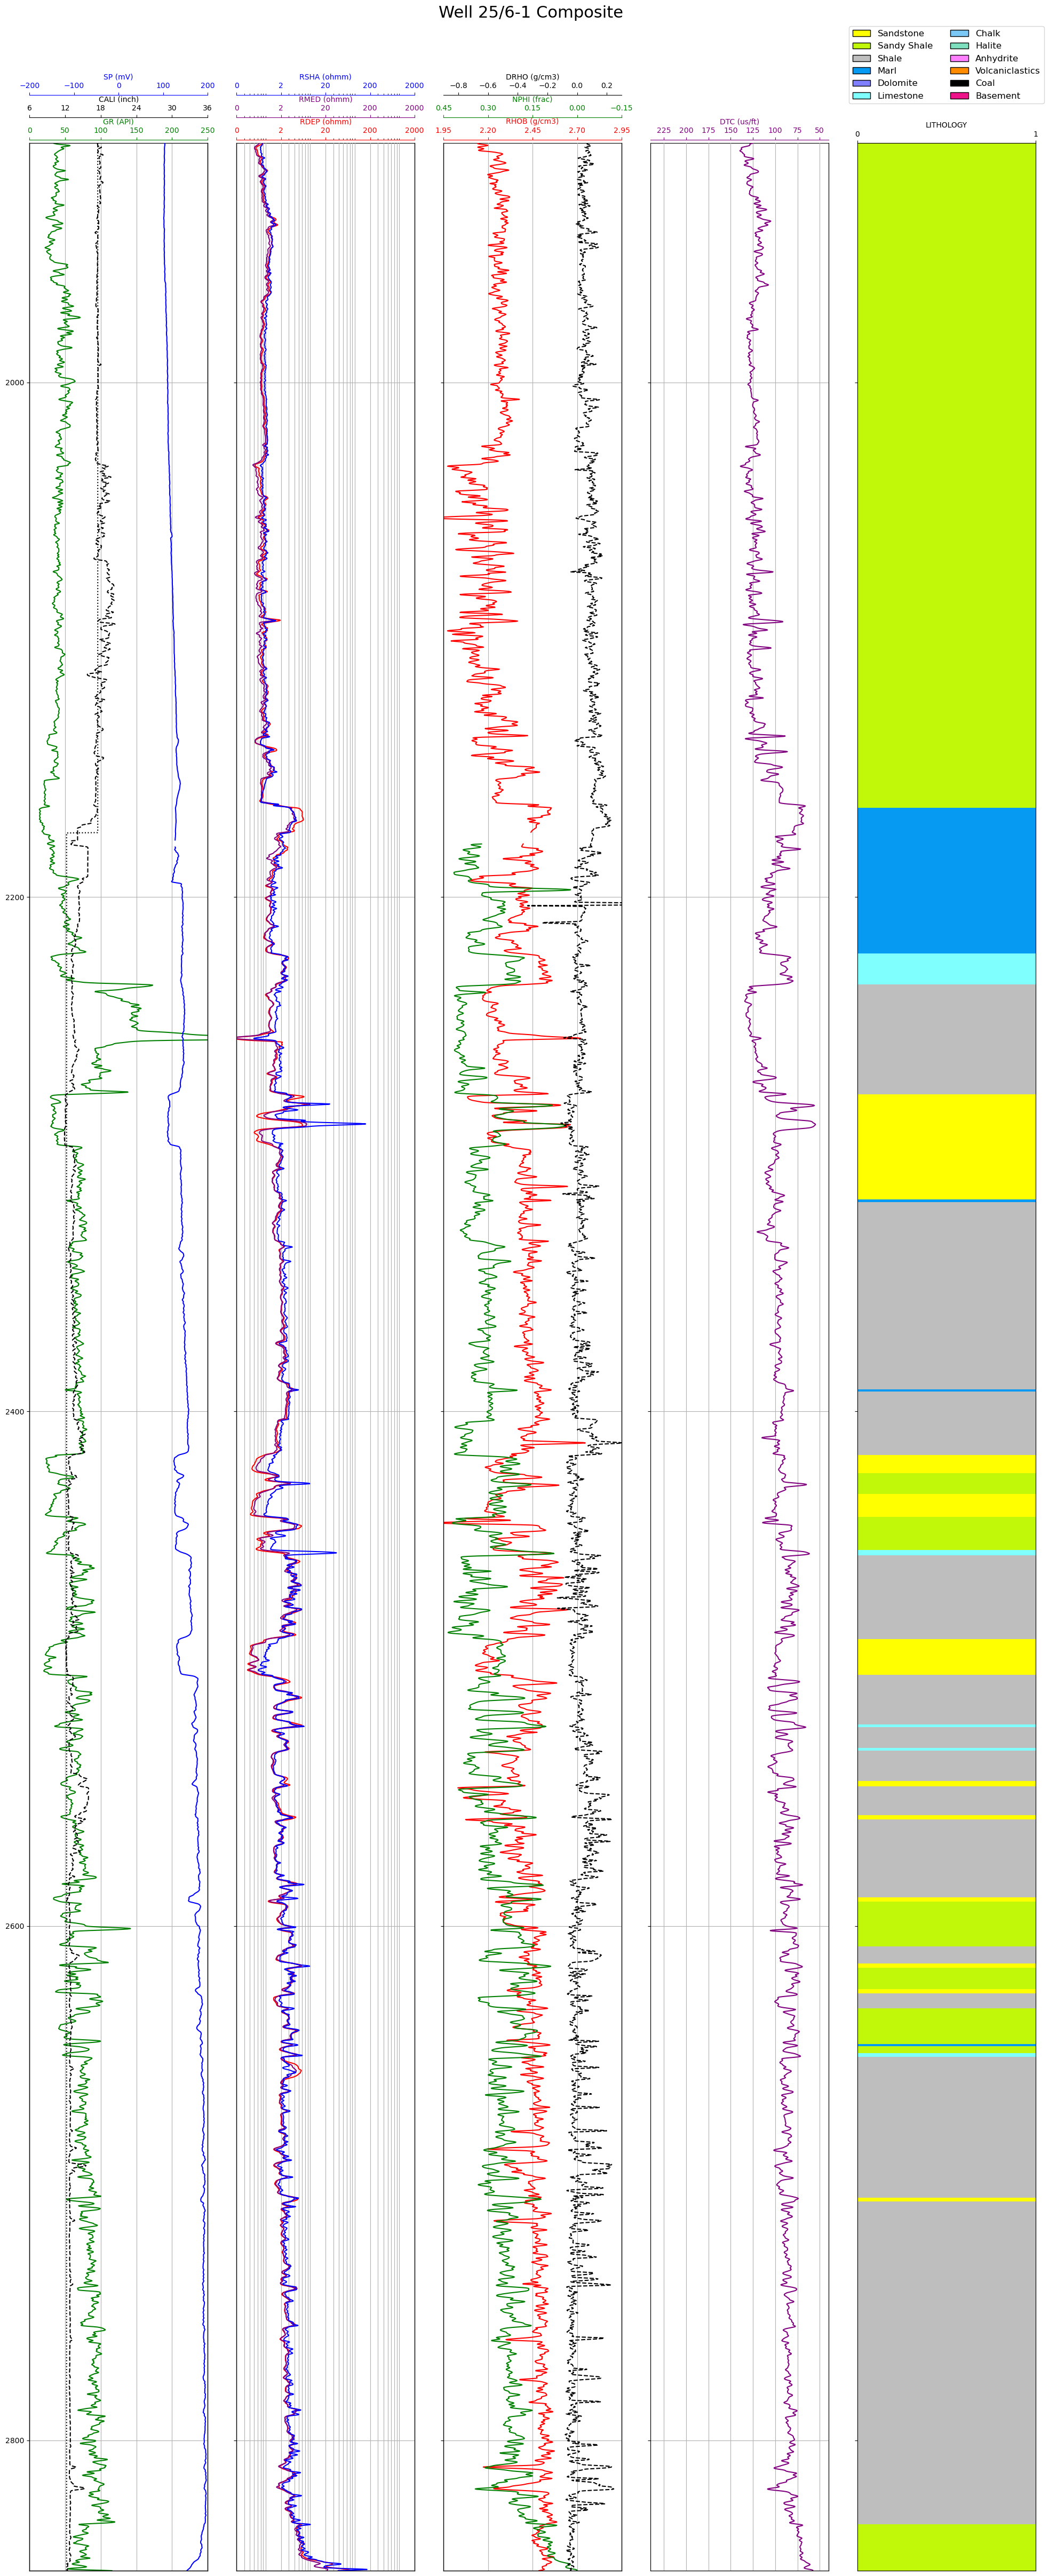 Well 25/6-1 Composite
Sandstone Chalk
Sandy Shale Halite
Shale Anhydrite
Marl Volcaniclastics
Dolomite Coal
Limestone Basement
SP (mV) RSHA (ohmm) DRHO (g/cm3)
−200 −100 0 100 200 0 2 20 200 2000 −0.8 −0.6 −0.4 −0.2 0.0 0.2
CALI (inch) RMED (ohmm) NPHI (frac)
6 12 18 24 30 36 0 2 20 200 2000 0.45 0.30 0.15 0.00 −0.15
GR (API) RDEP (ohmm) RHOB (g/cm3) DTC (us/ft) LITHOLOGY
0 50 100 150 200 250 0 2 20 200 2000 1.95 2.20 2.45 2.70 2.95 225 200 175 150 125 100 75 50 0 1
2000
2200
2400
2600
2800